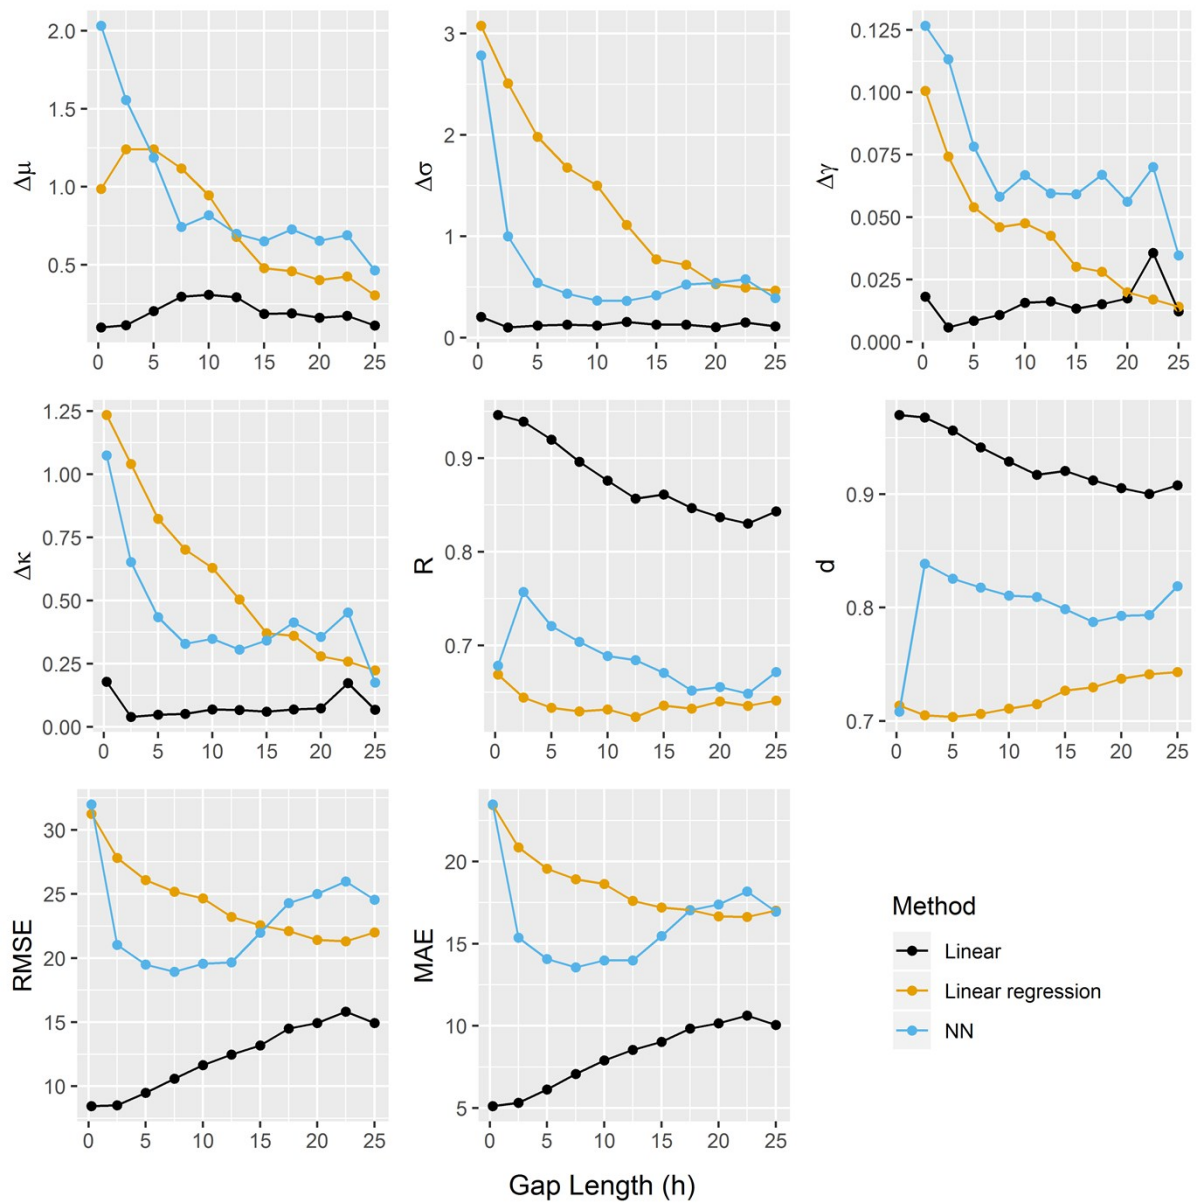 Δμ
2.0
1.5
1.0
0.5
0 5 10 15 20 25
Δσ
3
2
1
0
0 5 10 15 20 25
Δγ
0.125
0.100
0.075
0.050
0.025
0.000
0 5 10 15 20 25
Δκ
1.25
1.00
0.75
0.50
0.25
0.00
0 5 10 15 20 25
R
0.9
0.8
0.7
0 5 10 15 20 25
d
0.9
0.8
0.7
0 5 10 15 20 25
RMSE
30
25
20
15
10
0 5 10 15 20 25
MAE
20
15
10
5
0 5 10 15 20 25
Method
Linear
Linear regression
NN
Gap Length (h)